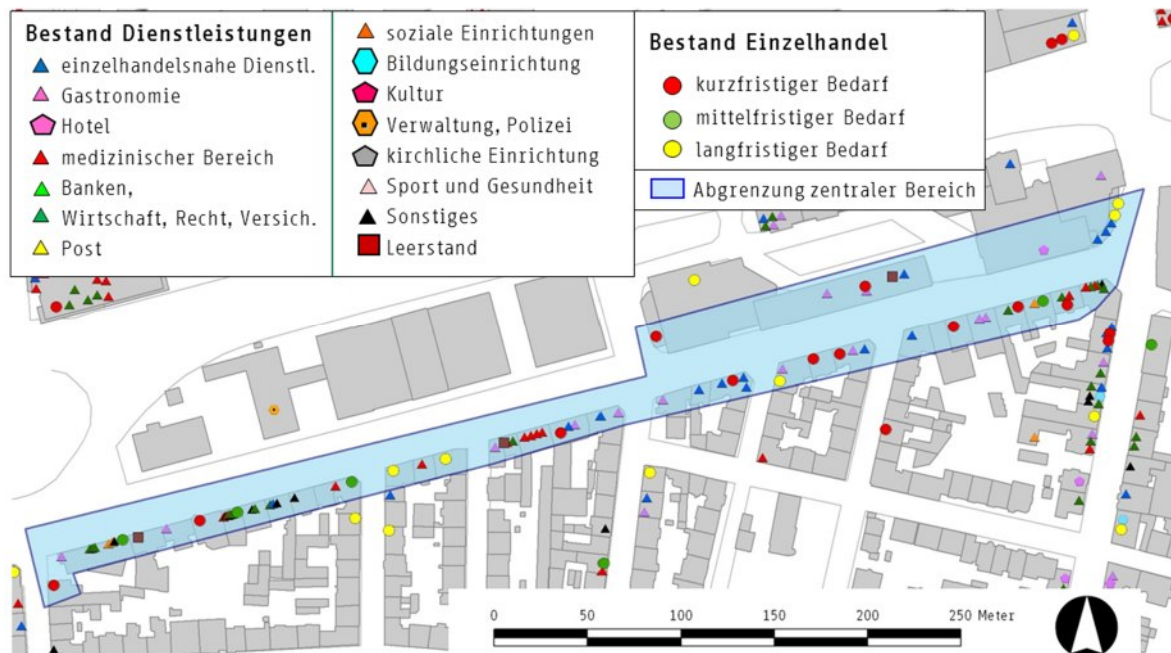 Bestand Dienstleistungen
einzelhandelsnahe Dienstl.
Gastronomie
Hotel
medizinischer Bereich
Banken,
Wirtschaft, Recht, Versich.
Post
soziale Einrichtungen
Bildungseinrichtung
Kultur
Verwaltung, Polizei
kirchliche Einrichtung
Sport und Gesundheit
Sonstiges
Leerstand
Bestand Einzelhandel
kurzfristiger Bedarf
mittelfristiger Bedarf
langfristiger Bedarf
Abgrenzung zentraler Bereich
0 50 100 150 200 250 Meter